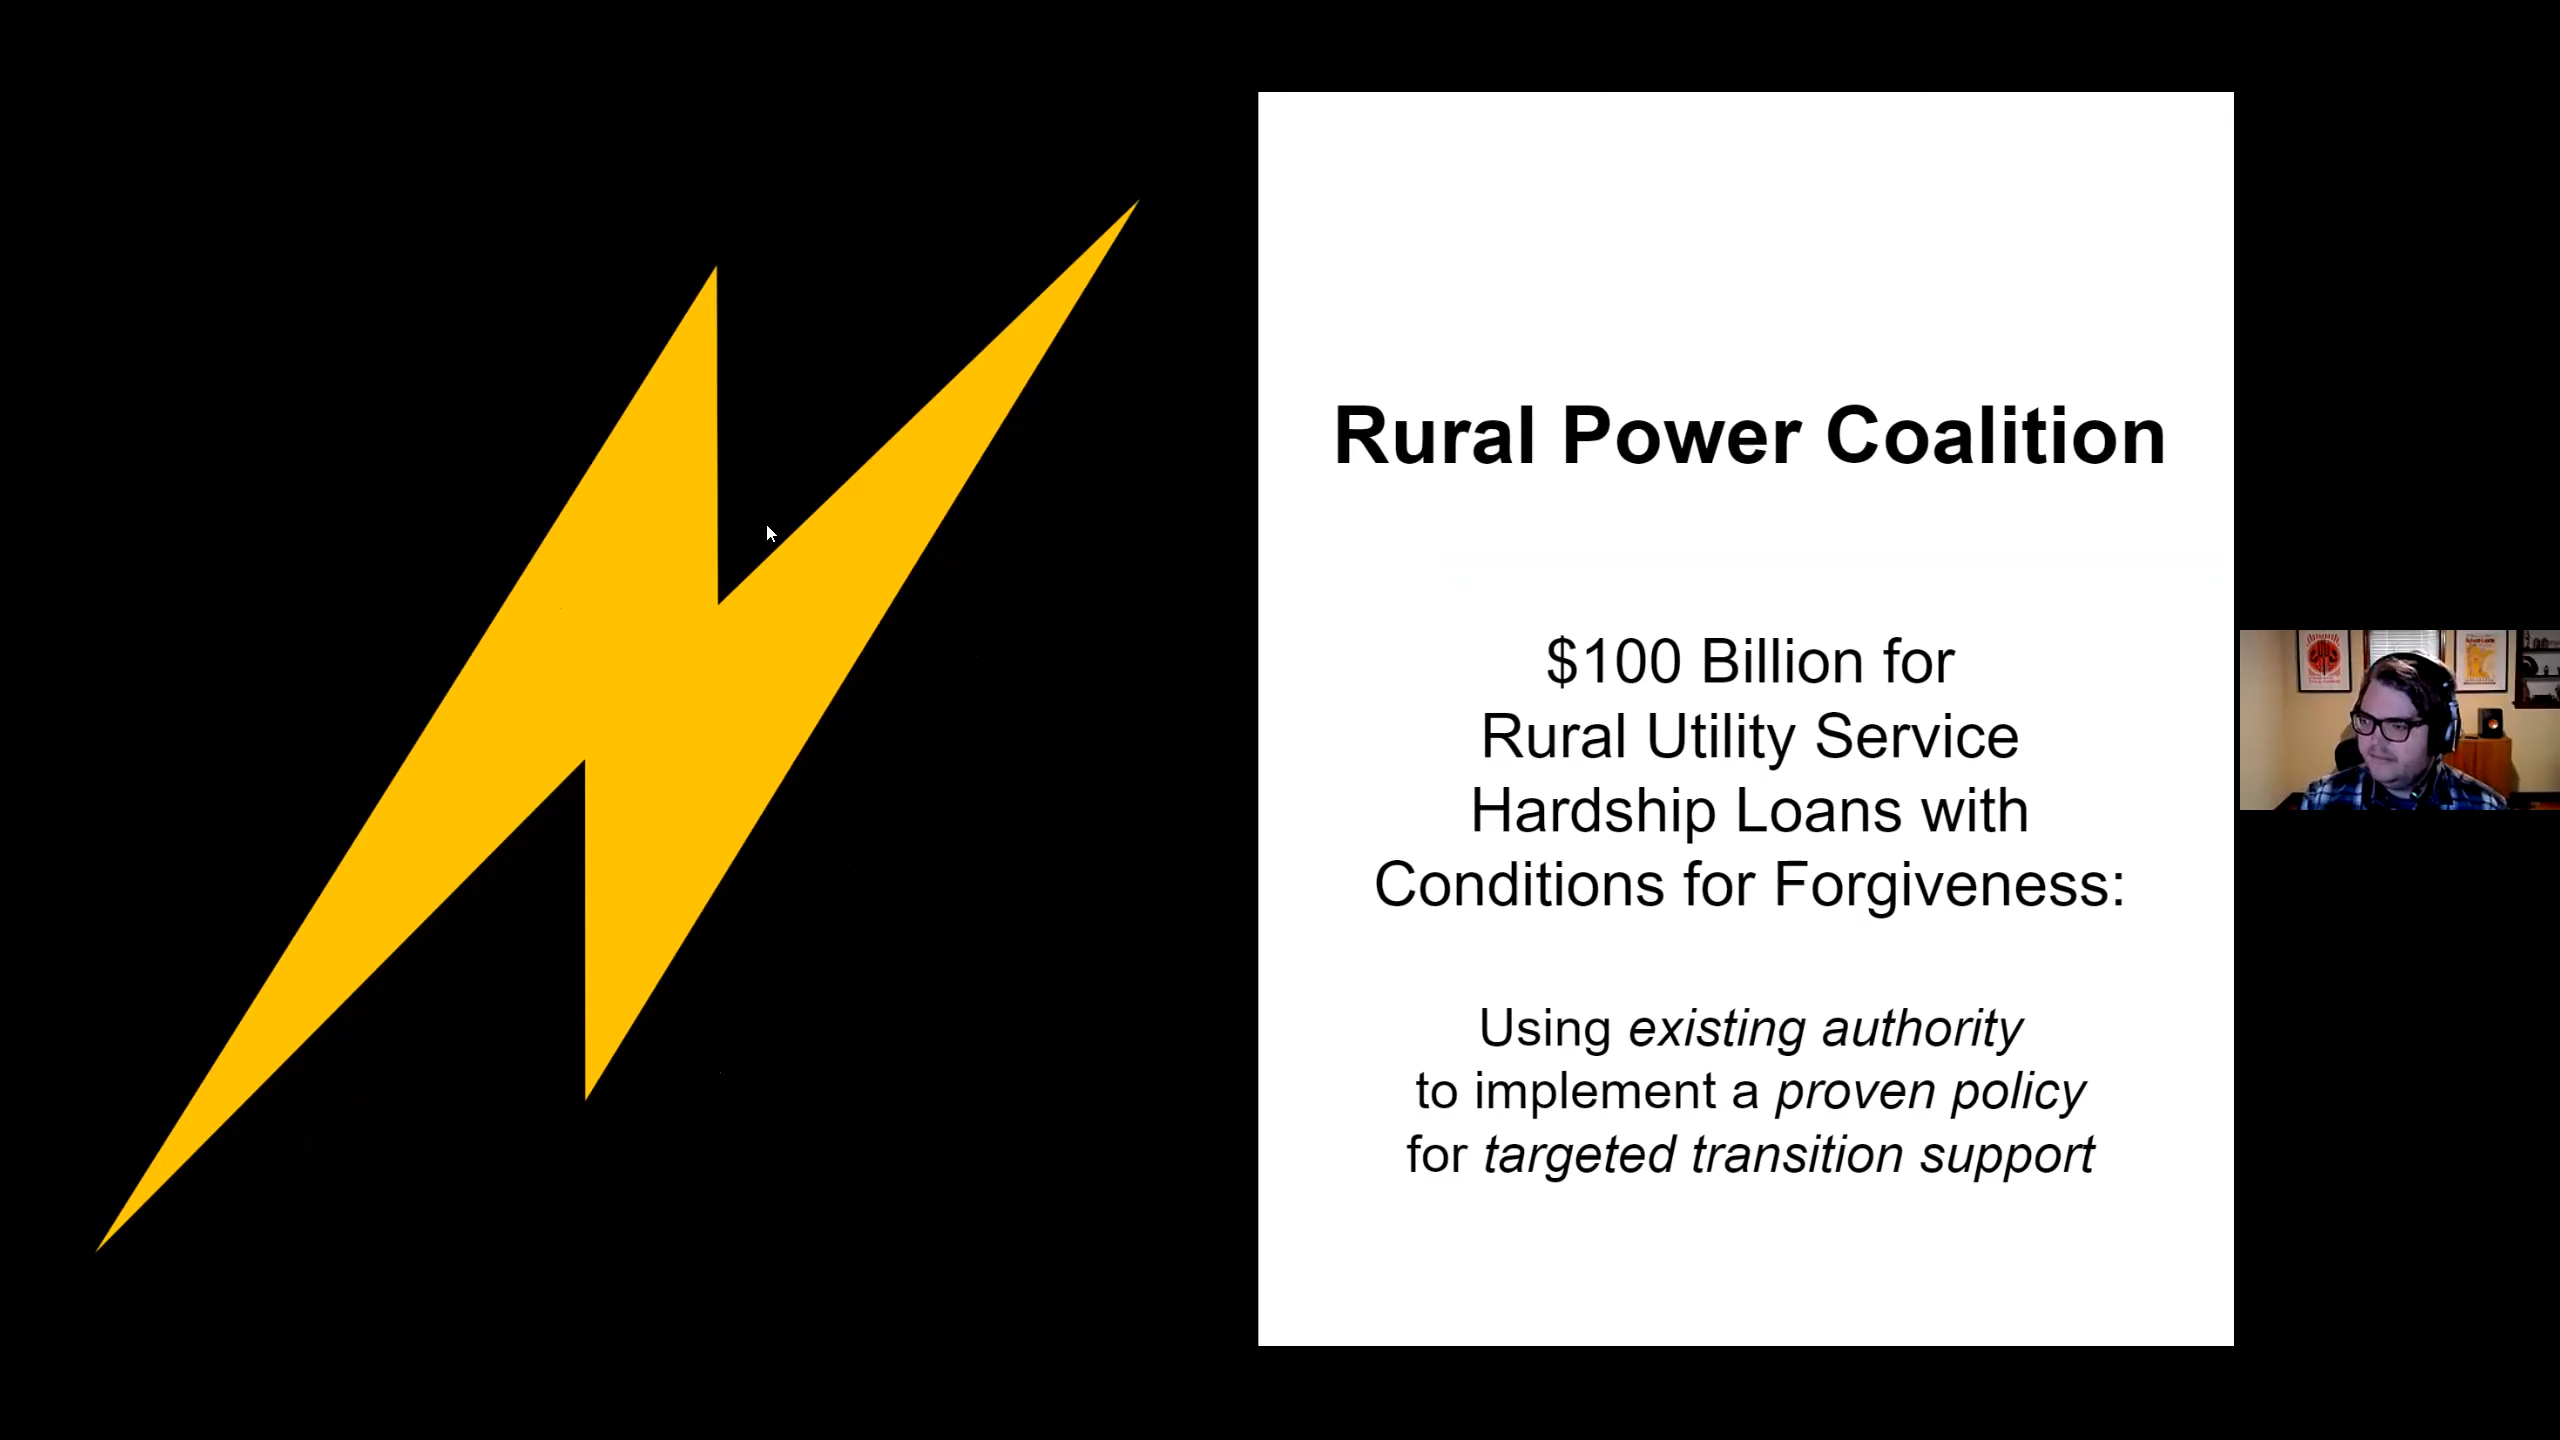 Rural Power Coalition
$100 Billion for
Rural Utility Service
Hardship Loans with
Conditions for Forgiveness:
Using existing authority
to implement a proven policy
for targeted transition support